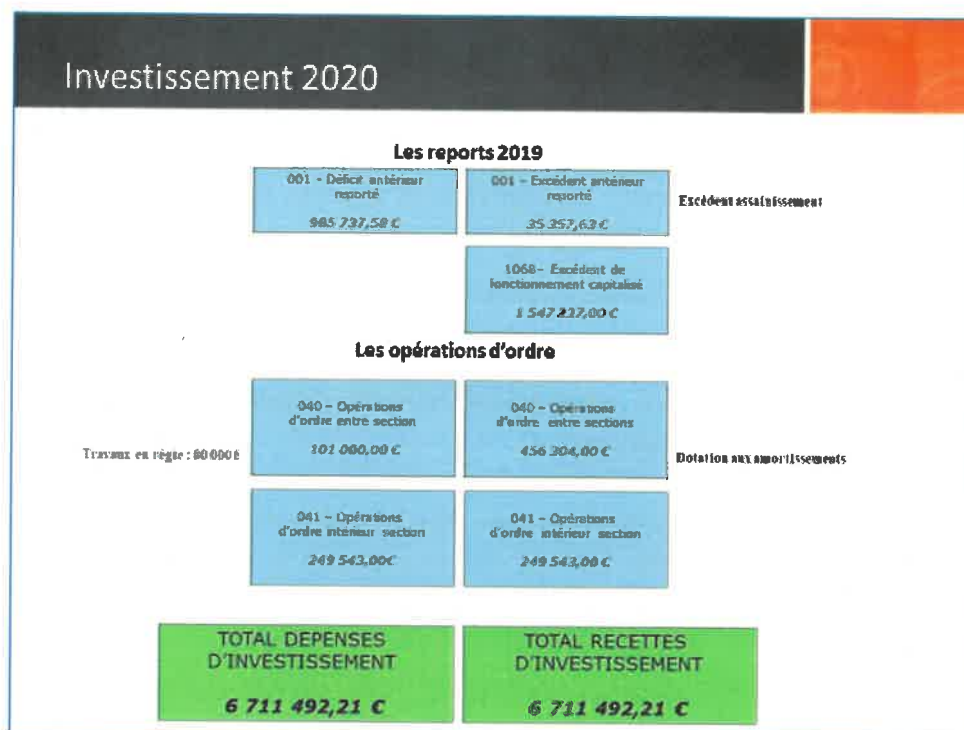 Investissement 2020
Les reports 2019
001 - Déficit antérieur
reporté
985 737,58 €
001 - Excédent antérieur
reporté
35 357,63 €
Excédent assainissement
1068- Excédent de
fonctionnement capitalisé
1 547 227,00 €
Les opérations d'ordre
Travaux en régie : 80 000 €
040 - Opérations
d'ordre entre section
101 000,00 €
040 - Opérations
d'ordre entre sections
456 304,00 €
Dotation aux amortissements
041 - Opérations
d'ordre intérieur section
249 543,00€
041 - Opérations
d'ordre intérieur section
249 543,00 €
TOTAL DEPENSES
D'INVESTISSEMENT
6 711 492,21 €
TOTAL RECETTES
D'INVESTISSEMENT
6 711 492,21 €